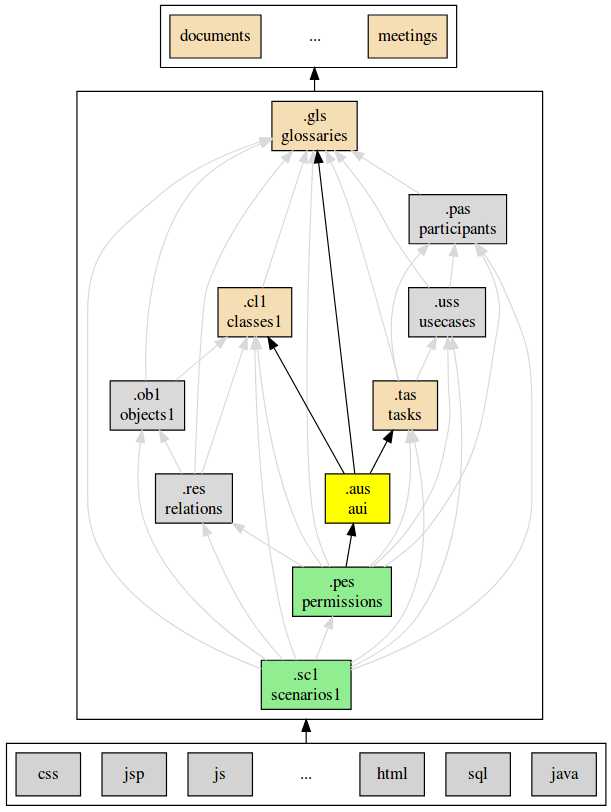 documents ... meetings
.gls
glossaries
.pas
participants
.cl1
classes1
.uss
usecases
.ob1
objects1
.tas
tasks
.res
relations
.aus
aui
.pes
permissions
.sc1
scenarios1
css jsp js ... html sql java